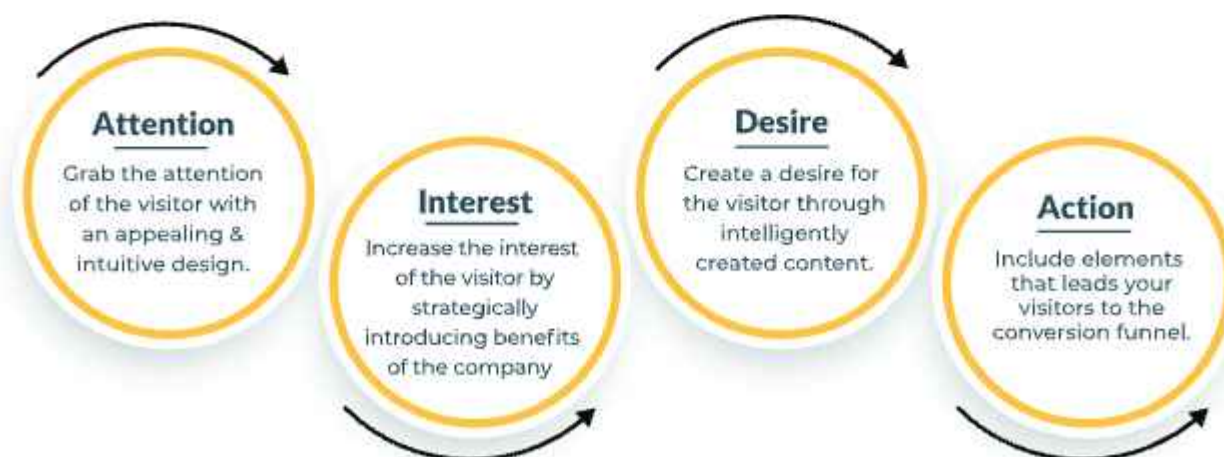 Attention
Grab the attention
of the visitor with
an appealing &
intuitive design.
Interest
Increase the interest
of the visitor by
strategically
introducing benefits
of the company
Desire
Create a desire for
the visitor through
intelligently
created content.
Action
Include elements
that leads your
visitors to the
conversion funnel.